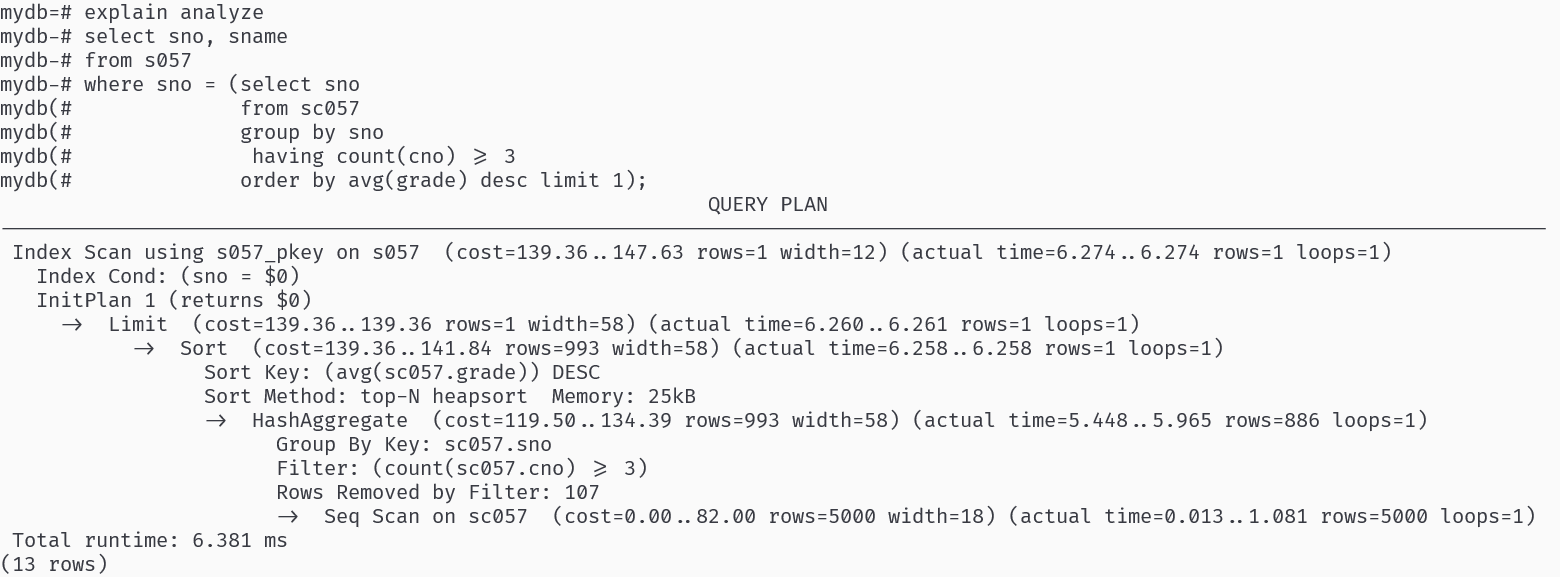 mydb=# explain analyze
mydb-# select sno, sname
mydb-# from s057
mydb-# where sno = (select sno
mydb(#              from sc057
mydb(#              group by sno
mydb(#               having count(cno) ⩾ 3
mydb(#              order by avg(grade) desc limit 1);
QUERY PLAN
Index Scan using s057_pkey on s057  (cost=139.36..147.63 rows=1 width=12) (actual time=6.274..6.274 rows=1 loops=1)
Index Cond: (sno = $0)
InitPlan 1 (returns $0)
→  Limit  (cost=139.36..139.36 rows=1 width=58) (actual time=6.260..6.261 rows=1 loops=1)
→  Sort  (cost=139.36..141.84 rows=993 width=58) (actual time=6.258..6.258 rows=1 loops=1)
Sort Key: (avg(sc057.grade)) DESC
Sort Method: top-N heapsort  Memory: 25kB
→  HashAggregate  (cost=119.50..134.39 rows=993 width=58) (actual time=5.448..5.965 rows=886 loops=1)
Group By Key: sc057.sno
Filter: (count(sc057.cno) ⩾ 3)
Rows Removed by Filter: 107
→  Seq Scan on sc057  (cost=0.00..82.00 rows=5000 width=18) (actual time=0.013..1.081 rows=5000 loops=1)
Total runtime: 6.381 ms
(13 rows)